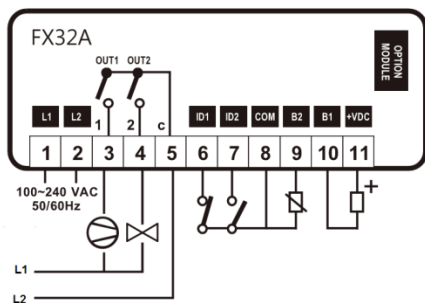 FX32A
OPTION MODULE
OUT1 OUT2
1 2 c
L1 L2 ID1 ID2 COM B2 B1 +VDC
1 2 3 4 5 6 7 8 9 10 11
100~240 VAC
50/60Hz
+
L1
L2